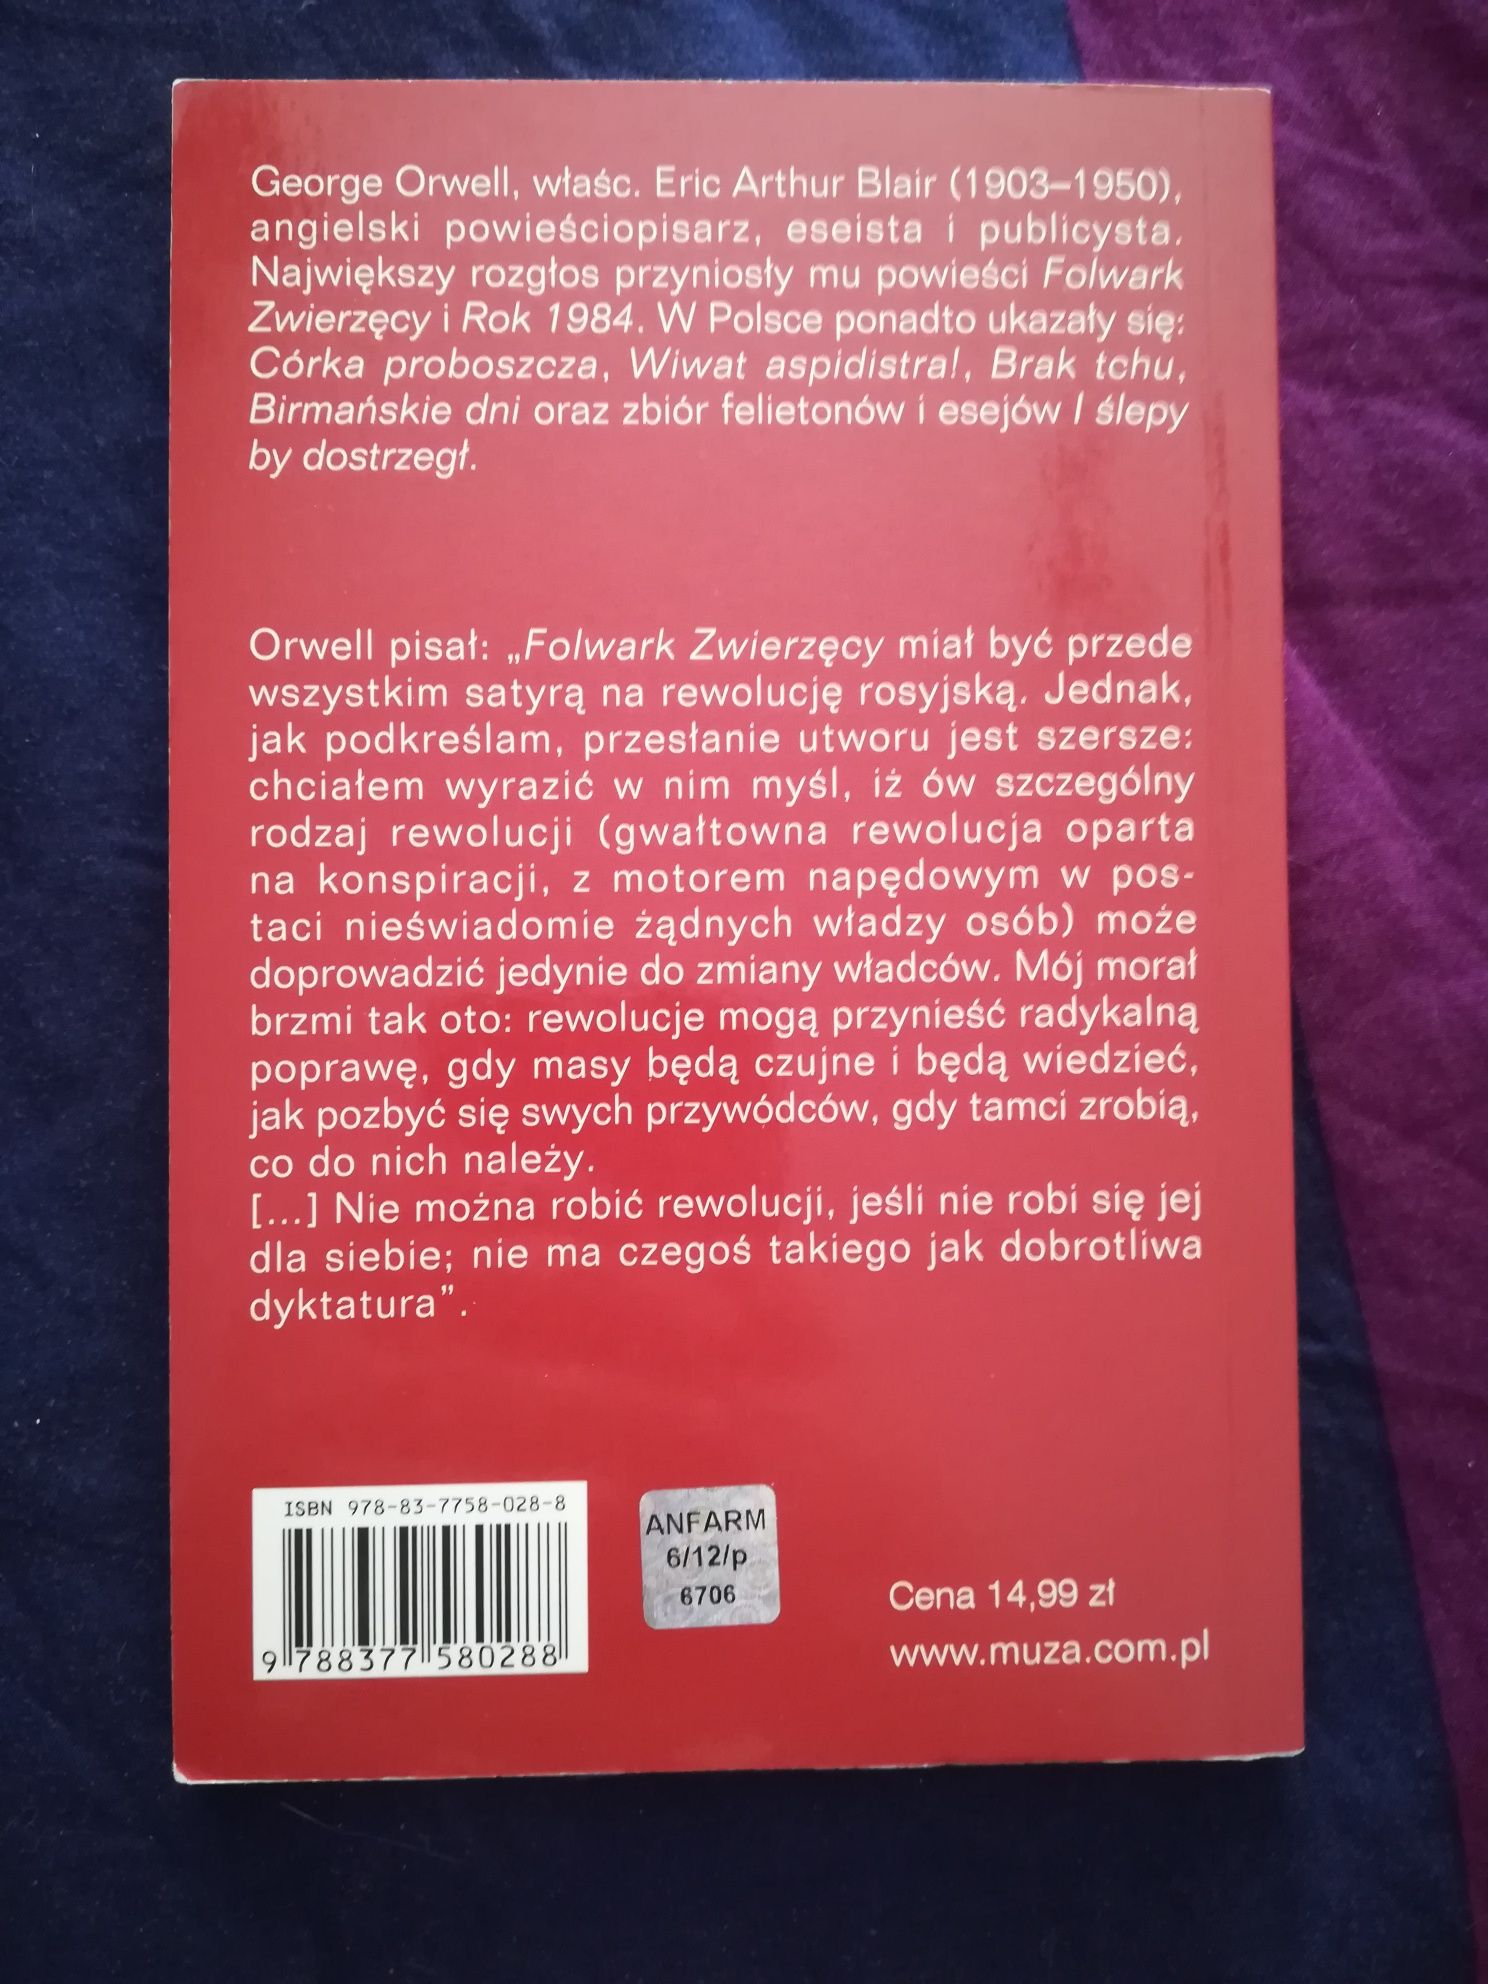 George Orwell, właśc. Eric Arthur Blair (1903–1950),
angielski powieściopisarz, eseista i publicysta.
Największy rozgłos przyniosły mu powieści Folwark
Zwierzęcy i Rok 1984. W Polsce ponadto ukazały się:
Córka proboszcza, Wiwat aspidistra!, Brak tchu,
Birmańskie dni oraz zbiór felietonów i esejów I ślepy
by dostrzegł.
Orwell pisał: „Folwark Zwierzęcy miał być przede
wszystkim satyrą na rewolucję rosyjską. Jednak,
jak podkreślam, przesłanie utworu jest szersze:
chciałem wyrazić w nim myśl, iż ów szczególny
rodzaj rewolucji (gwałtowna rewolucja oparta
na konspiracji, z motorem napędowym w pos-
taci nieświadomie żądnych władzy osób) może
doprowadzić jedynie do zmiany władców. Mój morał
brzmi tak oto: rewolucje mogą przynieść radykalną
poprawę, gdy masy będą czujne i będą wiedzieć,
jak pozbyć się swych przywódców, gdy tamci zrobią,
co do nich należy.
[...] Nie można robić rewolucji, jeśli nie robi się jej
dla siebie; nie ma czegoś takiego jak dobrotliwa
dyktatura”.
ISBN 978-83-7758-028-8
9 788377 580288
ANFARM
6/12/p
6706
Cena 14,99 zł
www.muza.com.pl